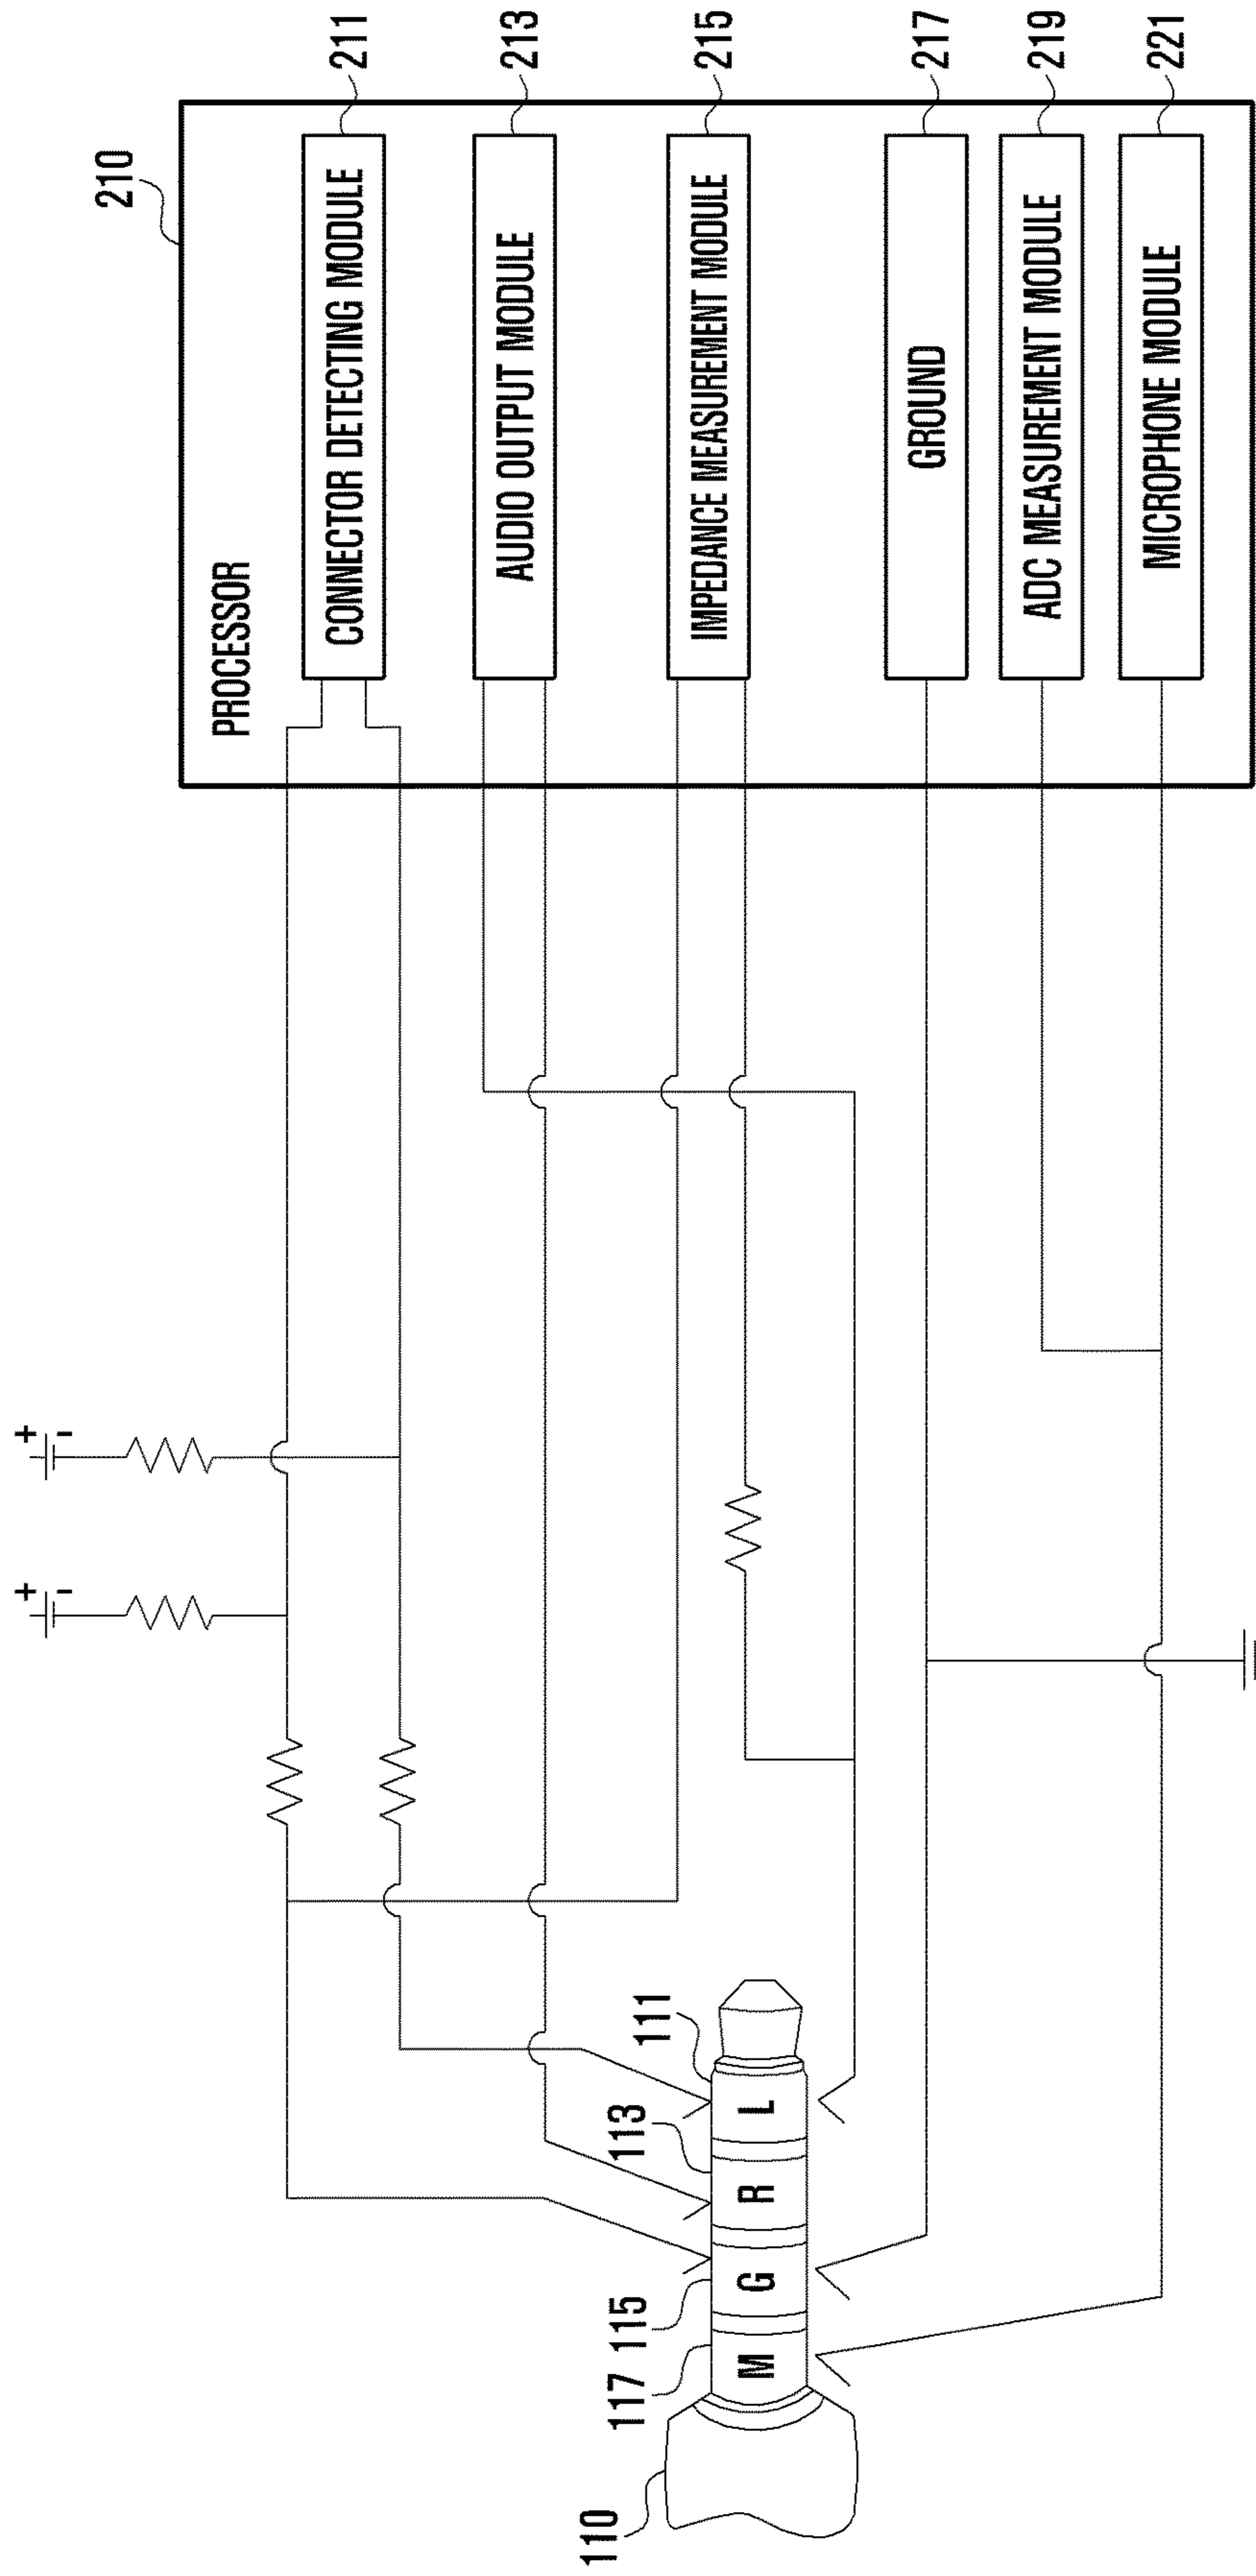 210
PROCESSOR
CONNECTOR DETECTING MODULE
211
AUDIO OUTPUT MODULE
213
IMPEDANCE MEASUREMENT MODULE
215
GROUND
217
ADC MEASUREMENT MODULE
219
MICROPHONE MODULE
221
+
-
+
-
110
117
115
113
111
M
G
R
L